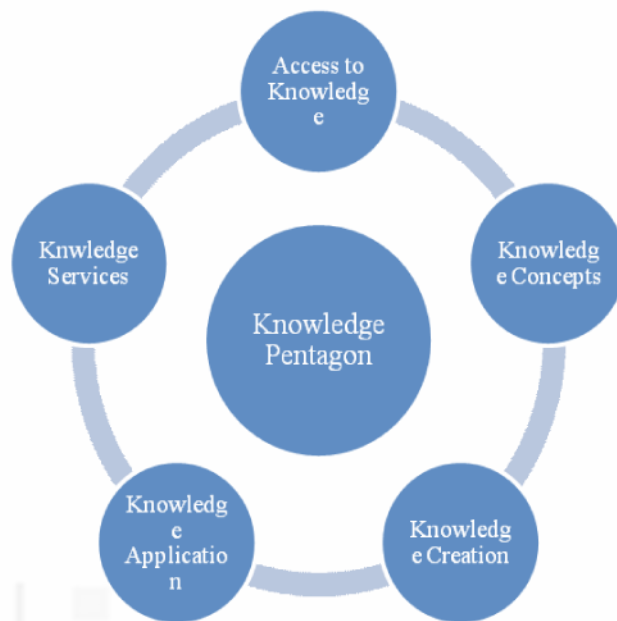 Access to
Knowledg
e
Knwledge
Services
Knowledg
e Concepts
Knowledge
Pentagon
Knowledg
e
Applicatio
n
Knowledg
e Creation